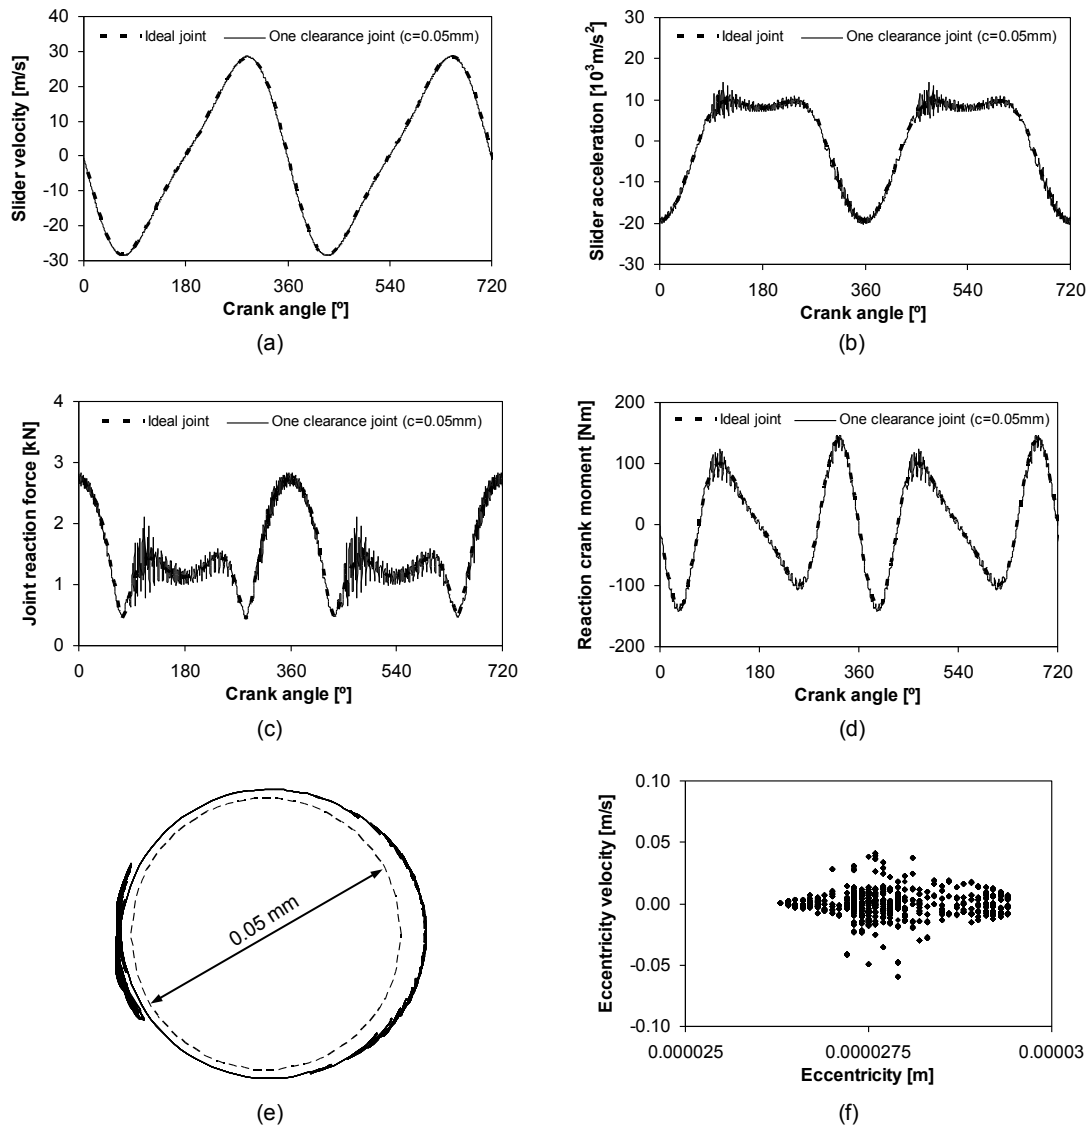 40
30
20
10
0
-10
-20
-30
Slider velocity [m/s]
Ideal joint
One clearance joint (c=0.05mm)
0 180 360 540 720
Crank angle [º]
(a)
30
20
10
0
-10
-20
-30
Slider acceleration [10³m/s²]
Ideal joint
One clearance joint (c=0.05mm)
0 180 360 540 720
Crank angle [º]
(b)
4
3
2
1
0
Joint reaction force [kN]
Ideal joint
One clearance joint (c=0.05mm)
0 180 360 540 720
Crank angle [º]
(c)
200
100
0
-100
-200
Reaction crank moment [Nm]
Ideal joint
One clearance joint (c=0.05mm)
0 180 360 540 720
Crank angle [º]
(d)
0.05 mm
(e)
0.10
0.05
0.00
-0.05
-0.10
Eccentricity velocity [m/s]
0.000025 0.0000275 0.00003
Eccentricity [m]
(f)